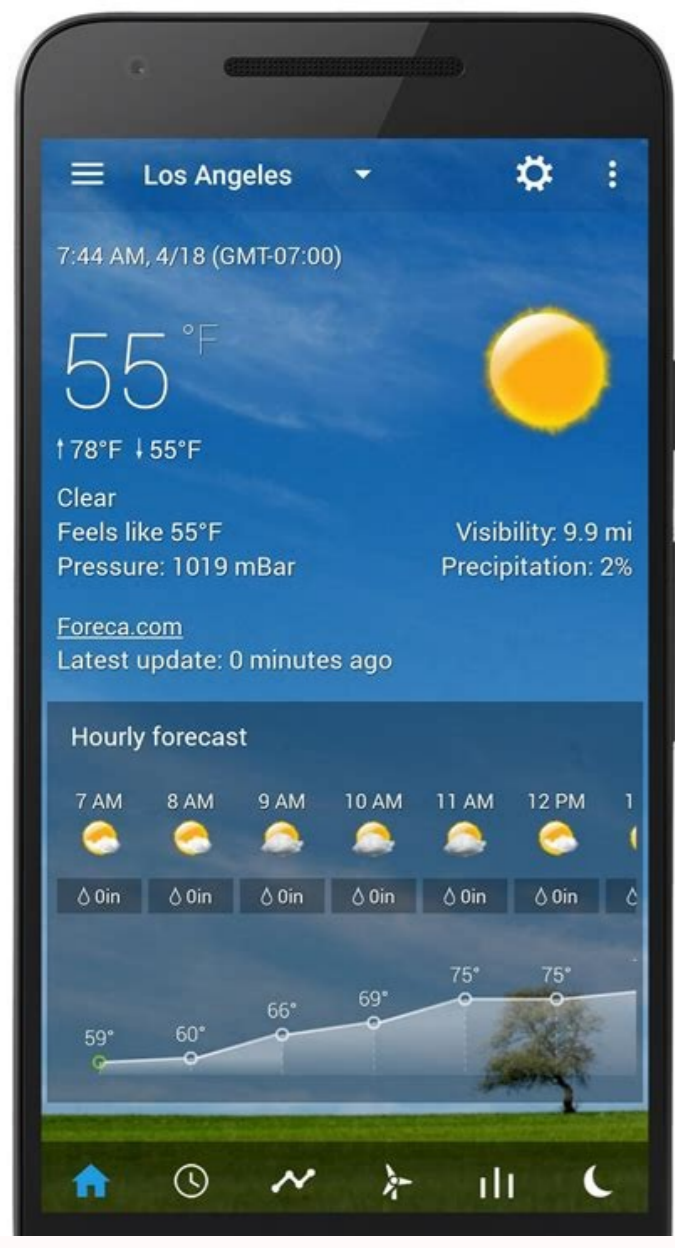 Los Angeles
7:44 AM, 4/18 (GMT-07:00)
55 °F
↑78°F ↓55°F
Clear
Feels like 55°F
Visibility: 9.9 mi
Pressure: 1019 mBar
Precipitation: 2%
Foreca.com
Latest update: 0 minutes ago
Hourly forecast
7 AM 8 AM 9 AM 10 AM 11 AM 12 PM 1
0in 0in 0in 0in 0in 0in
59° 60° 66° 69° 75° 75°